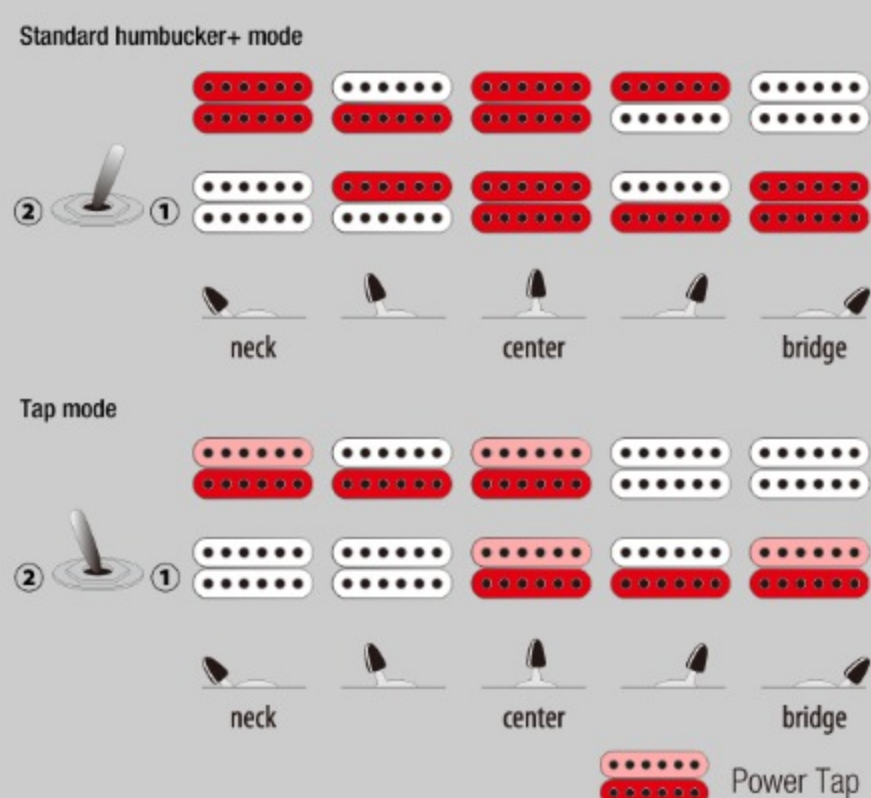 Standard humbucker+ mode
② ①
neck center bridge
Tap mode
② ①
neck center bridge
Power Tap